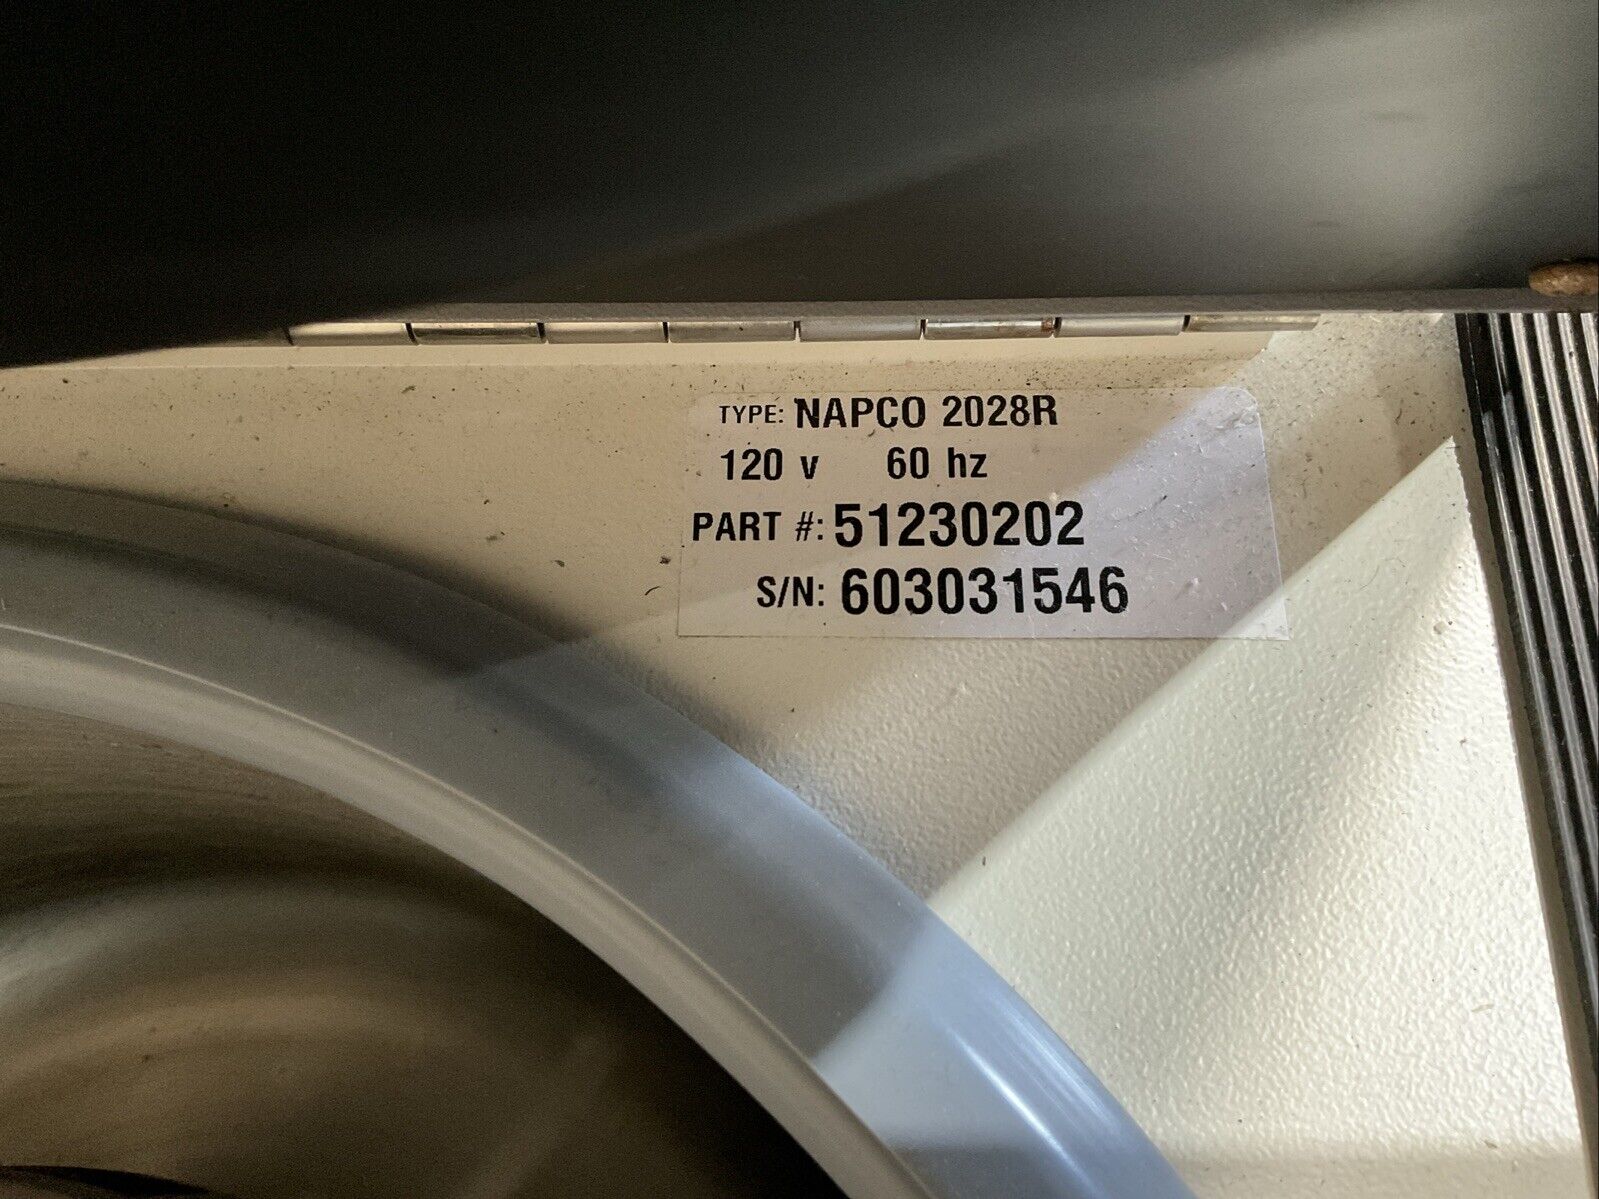 TYPE: NAPCO 2028R
120 v 60 hz
PART #: 51230202
S/N: 603031546